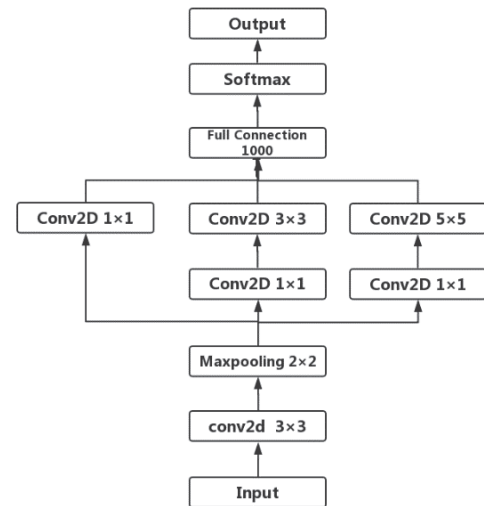 Output
Softmax
Full Connection
1000
Conv2D 1×1
Conv2D 3×3
Conv2D 5×5
Conv2D 1×1
Conv2D 1×1
Maxpooling 2×2
conv2d 3×3
Input